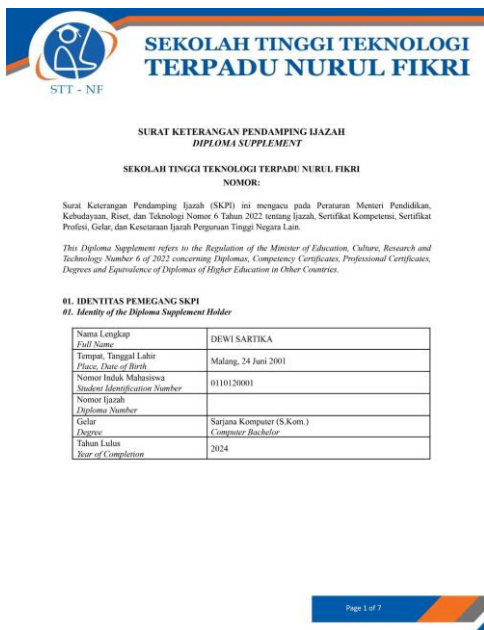 SEKOLAH TINGGI TEKNOLOGI
TERPADU NURUL FIKRI
STT - NF
SURAT KETERANGAN PENDAMPING IJAZAH
DIPLOMA SUPPLEMENT
SEKOLAH TINGGI TEKNOLOGI TERPADU NURUL FIKRI
NOMOR:
Surat Keterangan Pendamping Ijazah (SKPI) ini mengacu pada Peraturan Menteri Pendidikan,
Kebudayaan, Riset, dan Teknologi Nomor 6 Tahun 2022 tentang Ijazah, Sertifikat Kompetensi, Sertifikat
Profesi, Gelar, dan Kesetaraan Ijazah Perguruan Tinggi Negara Lain.
This Diploma Supplement refers to the Regulation of the Minister of Education, Culture, Research and
Technology Number 6 of 2022 concerning Diplomas, Competency Certificates, Professional Certificates,
Degrees and Equivalence of Diplomas of Higher Education in Other Countries.
01. IDENTITAS PEMEGANG SKPI
01. Identity of the Diploma Supplement Holder
Nama Lengkap
Full Name
DEWI SARTIKA
Tempat, Tanggal Lahir
Place, Date of Birth
Malang, 24 Juni 2001
Nomor Induk Mahasiswa
Student Identification Number
0110120001
Nomor Ijazah
Diploma Number
Gelar
Degree
Sarjana Komputer (S.Kom.)
Computer Bachelor
Tahun Lulus
Year of Completion
2024
Page 1 of 7